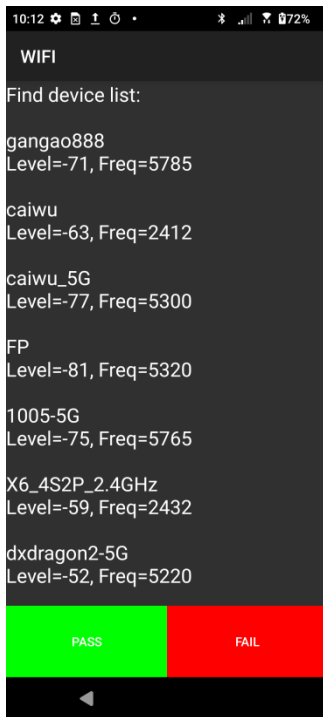 10:12 72%
WIFI
Find device list:
gangao888
Level=-71, Freq=5785
caiwu
Level=-63, Freq=2412
caiwu_5G
Level=-77, Freq=5300
FP
Level=-81, Freq=5320
1005-5G
Level=-75, Freq=5765
X6_4S2P_2.4GHz
Level=-59, Freq=2432
dxdragon2-5G
Level=-52, Freq=5220
PASS FAIL